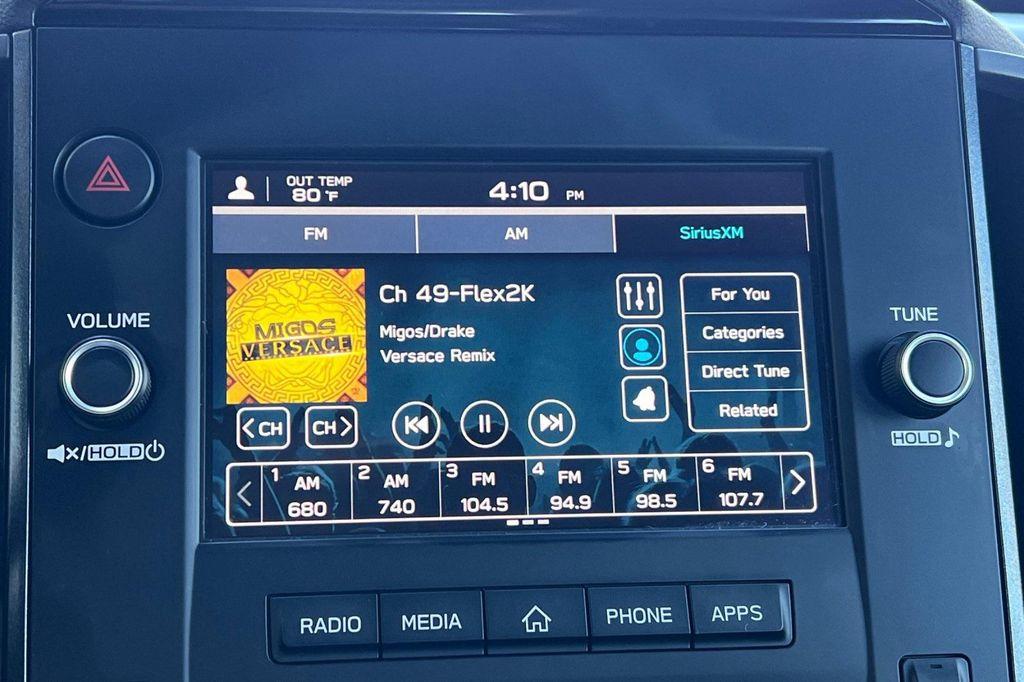 OUT TEMP
80 °F
4:10 PM
FM
AM
SiriusXM
MIGOS
VERSACE
Ch 49-Flex2K
Migos/Drake
Versace Remix
For You
Categories
Direct Tune
Related
VOLUME
/HOLD
TUNE
HOLD
CH
CH
1 AM 680
2 AM 740
3 FM 104.5
4 FM 94.9
5 FM 98.5
6 FM 107.7
RADIO
MEDIA
PHONE
APPS